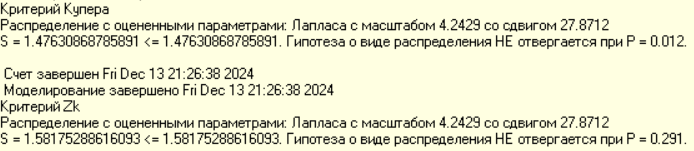 Критерий Купера
Распределение с оцененными параметрами: Лапласа с масштабом 4.2429 со сдвигом 27.8712
S = 1.47630868785891 <= 1.47630868785891. Гипотеза о виде распределения НЕ отвергается при P = 0.012.
Счет завершен Fri Dec 13 21:26:38 2024
Моделирование завершено Fri Dec 13 21:26:38 2024
Критерий Zk
Распределение с оцененными параметрами: Лапласа с масштабом 4.2429 со сдвигом 27.8712
S = 1.58175288616093 <= 1.58175288616093. Гипотеза о виде распределения НЕ отвергается при P = 0.291.